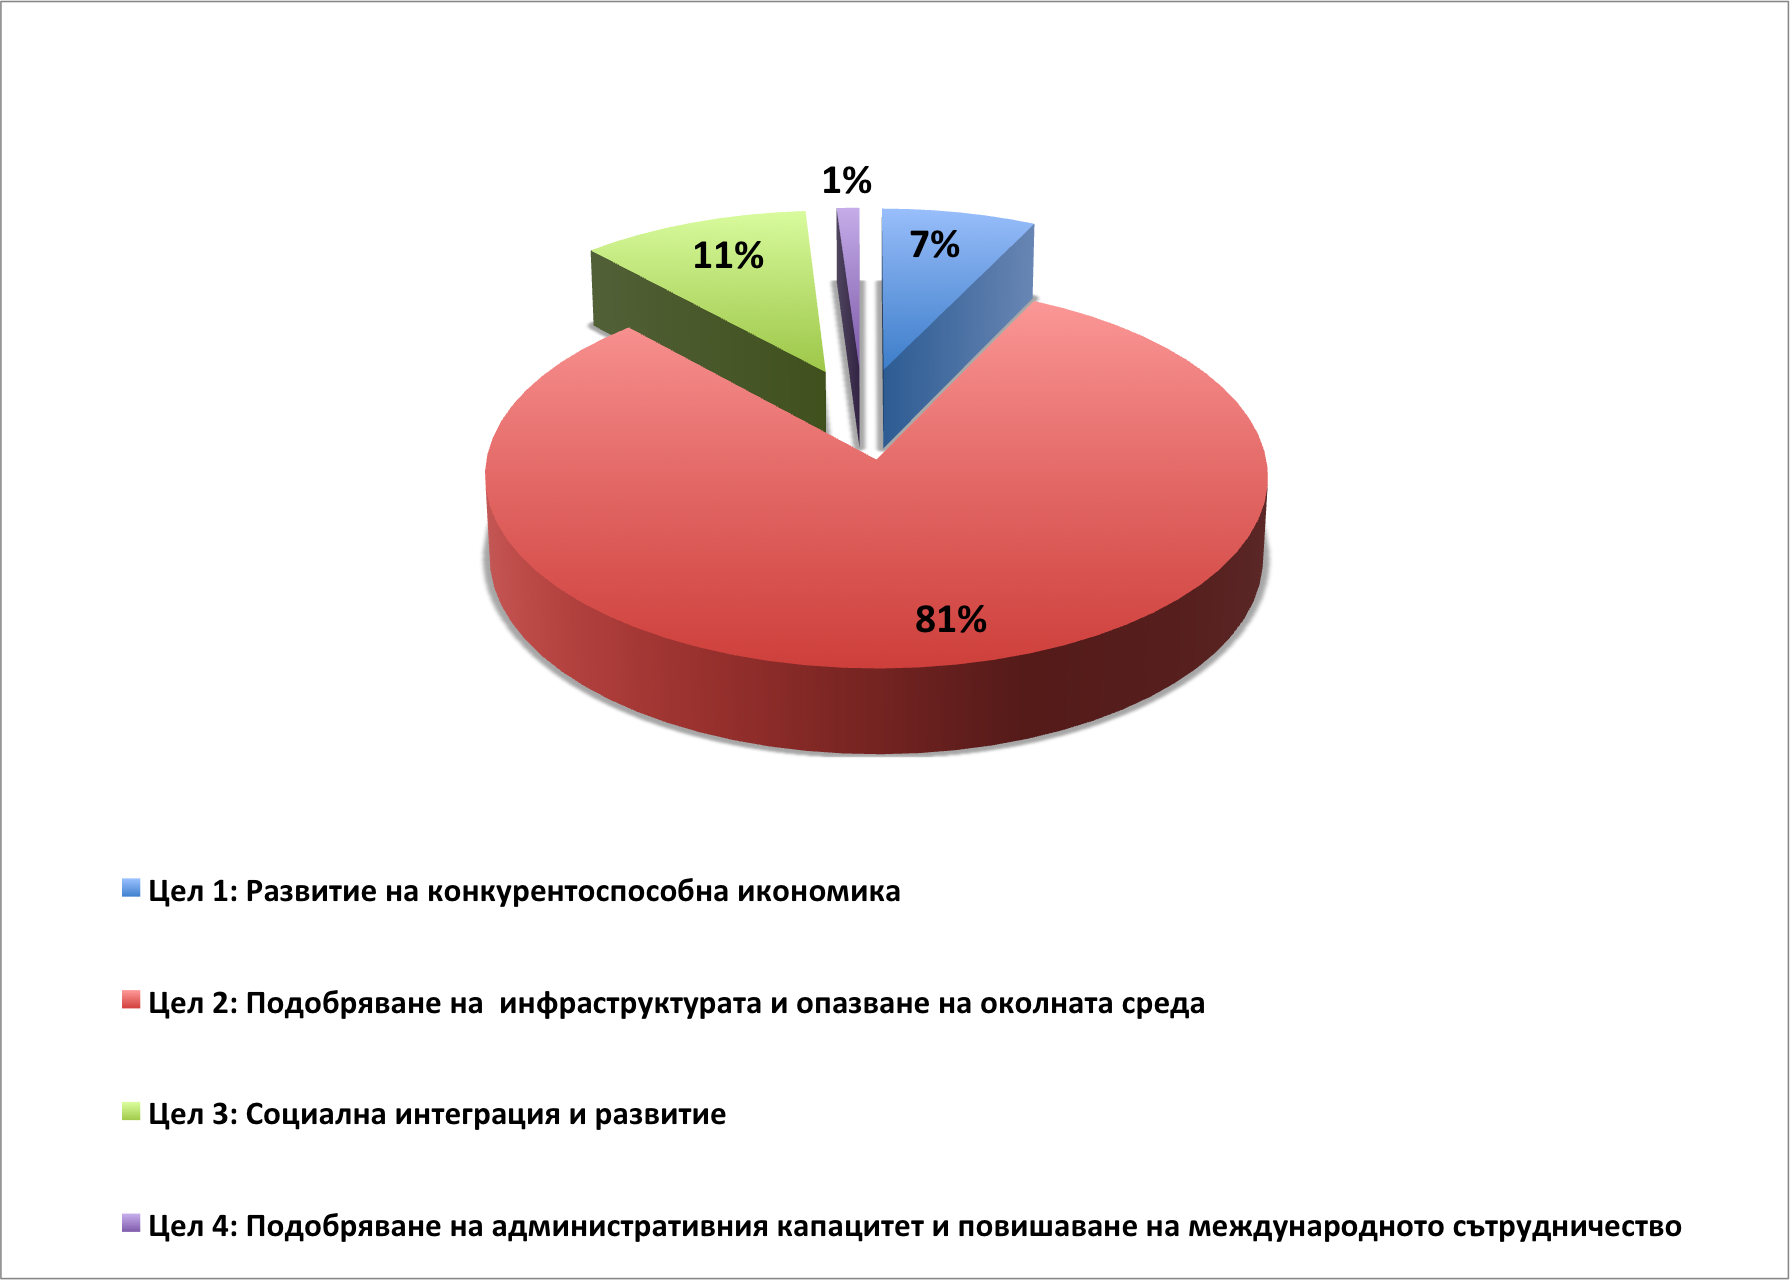 1%
7%
11%
81%
Цел 1: Развитие на конкурентоспособна икономика
Цел 2: Подобряване на  инфраструктурата и опазване на околната среда
Цел 3: Социална интеграция и развитие
Цел 4: Подобряване на административния капацитет и повишаване на международното сътрудничество